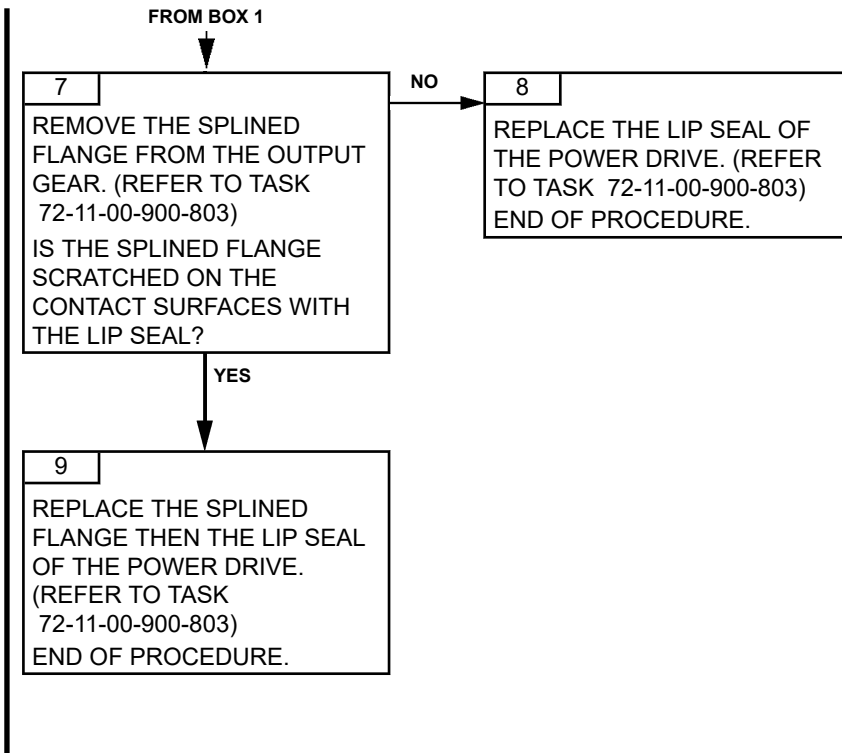 FROM BOX 1
7
REMOVE THE SPLINED
FLANGE FROM THE OUTPUT
GEAR. (REFER TO TASK
72-11-00-900-803)
IS THE SPLINED FLANGE
SCRATCHED ON THE
CONTACT SURFACES WITH
THE LIP SEAL?
NO
8
REPLACE THE LIP SEAL OF
THE POWER DRIVE. (REFER
TO TASK 72-11-00-900-803)
END OF PROCEDURE.
YES
9
REPLACE THE SPLINED
FLANGE THEN THE LIP SEAL
OF THE POWER DRIVE.
(REFER TO TASK
72-11-00-900-803)
END OF PROCEDURE.